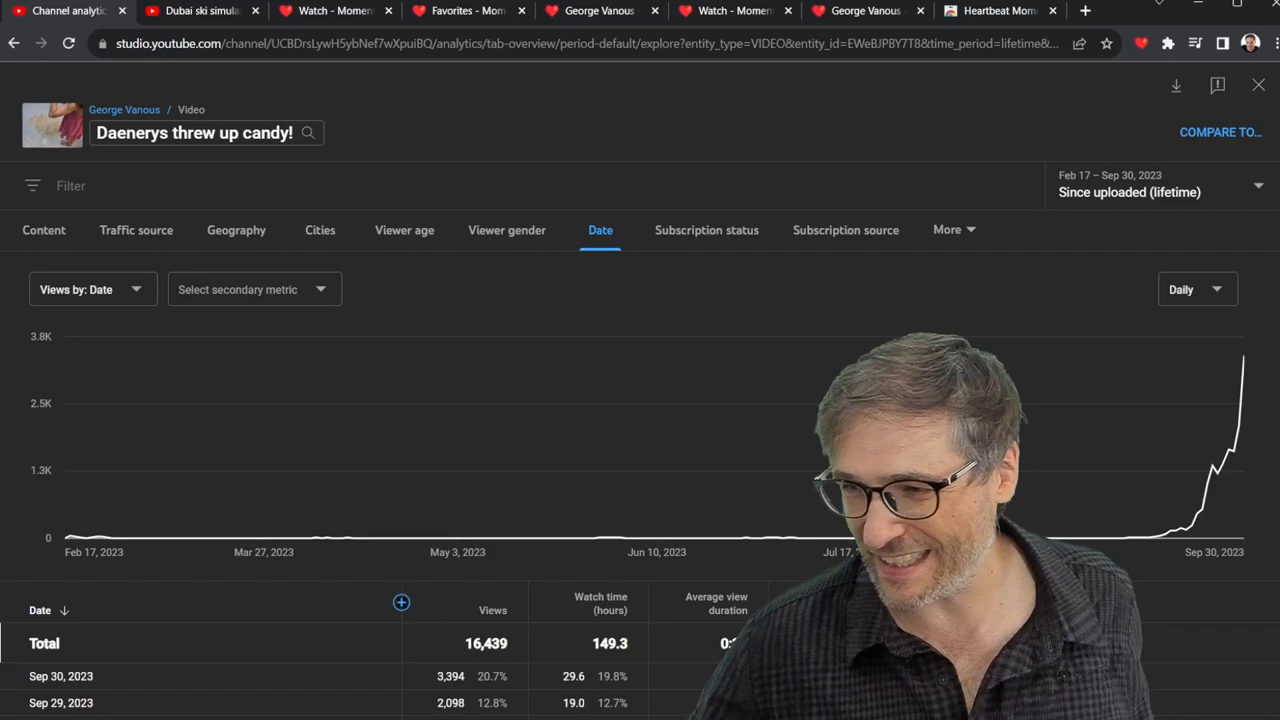 Channel analytic
Dubai ski simula
Watch - Momen
Favorites - Mom
George Vanous -
Watch - Momen
George Vanous -
Heartbeat Mome
studio.youtube.com/channel/UCBDrsLywH5ybNef7wXpuiBQ/analytics/tab-overview/period-default/explore?entity_type=VIDEO&entity_id=EWeBJPBY7T8&time_period=lifetime&...
George Vanous / Video
Daenerys threw up candy!
COMPARE TO...
Filter
Feb 17 – Sep 30, 2023
Since uploaded (lifetime)
Content Traffic source Geography Cities Viewer age Viewer gender Date Subscription status Subscription source More
Views by: Date
Select secondary metric
Daily
3.8K
2.5K
1.3K
0
Feb 17, 2023 Mar 27, 2023 May 3, 2023 Jun 10, 2023 Jul 17, Sep 30, 2023
Date Views Watch time (hours) Average view duration
Total 16,439 149.3
Sep 30, 2023 3,394 20.7% 29.6 19.8%
Sep 29, 2023 2,098 12.8% 19.0 12.7%